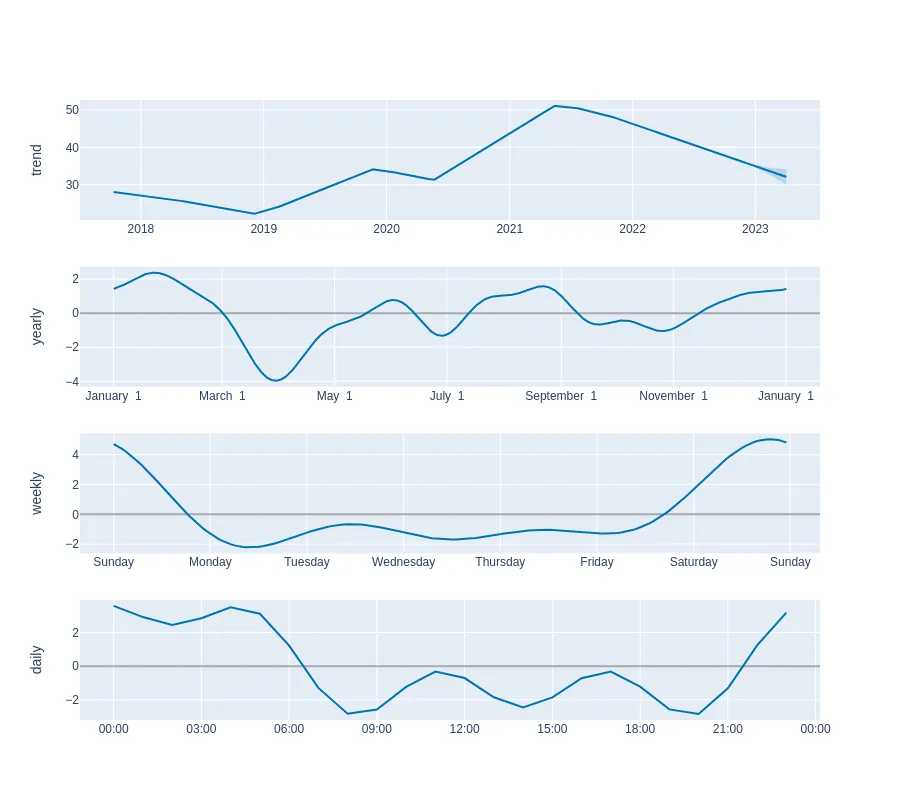 trend
50
40
30
2018 2019 2020 2021 2022 2023
yearly
2
0
−2
−4
January 1 March 1 May 1 July 1 September 1 November 1 January 1
weekly
4
2
0
−2
Sunday Monday Tuesday Wednesday Thursday Friday Saturday Sunday
daily
2
0
−2
00:00 03:00 06:00 09:00 12:00 15:00 18:00 21:00 00:00